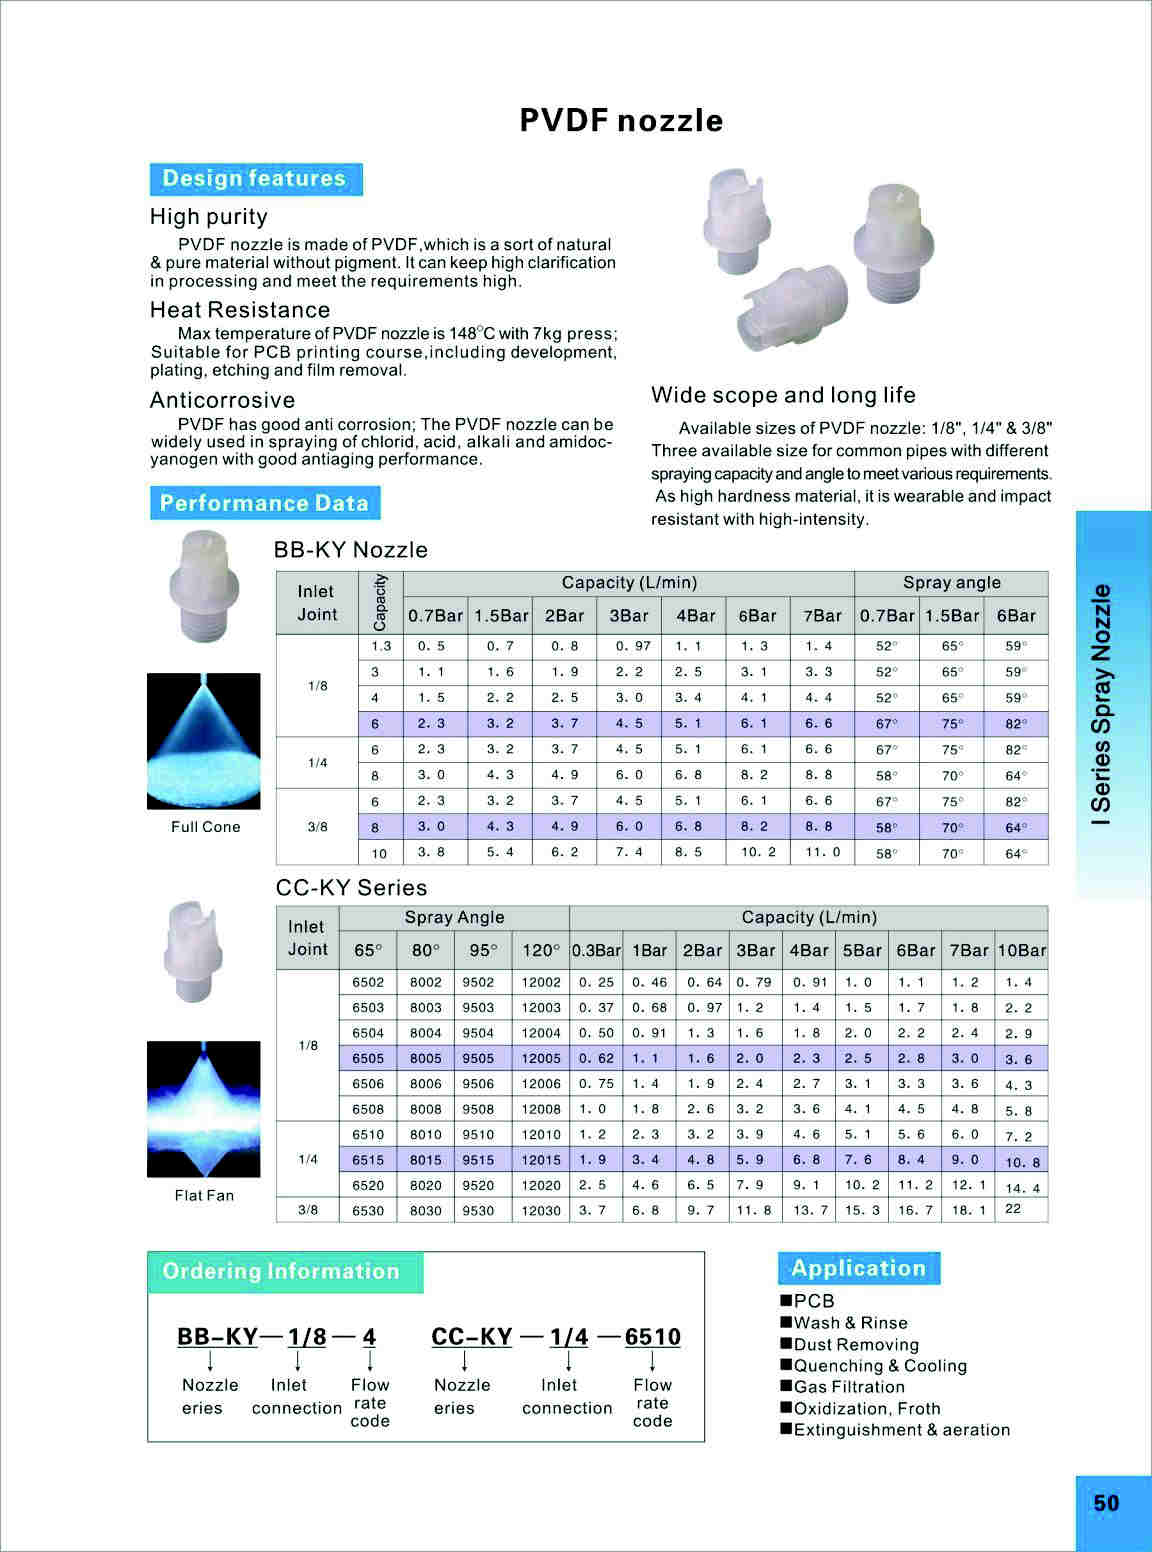 PVDF nozzle
Design features
High purity
PVDF nozzle is made of PVDF,which is a sort of natural
& pure material without pigment. It can keep high clarification
in processing and meet the requirements high.
Heat Resistance
Max temperature of PVDF nozzle is 148°C with 7kg press;
Suitable for PCB printing course,including development,
plating, etching and film removal.
Anticorrosive
PVDF has good anti corrosion; The PVDF nozzle can be
widely used in spraying of chlorid, acid, alkali and amidoc-
yanogen with good antiaging performance.
Wide scope and long life
Available sizes of PVDF nozzle: 1/8", 1/4" & 3/8"
Three available size for common pipes with different
spraying capacity and angle to meet various requirements.
As high hardness material, it is wearable and impact
resistant with high-intensity.
Performance Data
BB-KY Nozzle
Inlet Joint Capacity Capacity (L/min) Spray angle
0.7Bar 1.5Bar 2Bar 3Bar 4Bar 6Bar 7Bar 0.7Bar 1.5Bar 6Bar
1/8 1.3 0.5 0.7 0.8 0.97 1.1 1.3 1.4 52° 65° 59°
3 1.1 1.6 1.9 2.2 2.5 3.1 3.3 52° 65° 59°
4 1.5 2.2 2.5 3.0 3.4 4.1 4.4 52° 65° 59°
6 2.3 3.2 3.7 4.5 5.1 6.1 6.6 67° 75° 82°
1/4 6 2.3 3.2 3.7 4.5 5.1 6.1 6.6 67° 75° 82°
8 3.0 4.3 4.9 6.0 6.8 8.2 8.8 58° 70° 64°
3/8 6 2.3 3.2 3.7 4.5 5.1 6.1 6.6 67° 75° 82°
8 3.0 4.3 4.9 6.0 6.8 8.2 8.8 58° 70° 64°
10 3.8 5.4 6.2 7.4 8.5 10.2 11.0 58° 70° 64°
Full Cone
CC-KY Series
Inlet Joint Spray Angle Capacity (L/min)
65° 80° 95° 120° 0.3Bar 1Bar 2Bar 3Bar 4Bar 5Bar 6Bar 7Bar 10Bar
1/8 6502 8002 9502 12002 0.25 0.46 0.64 0.79 0.91 1.0 1.1 1.2 1.4
6503 8003 9503 12003 0.37 0.68 0.97 1.2 1.4 1.5 1.7 1.8 2.2
6504 8004 9504 12004 0.50 0.91 1.3 1.6 1.8 2.0 2.2 2.4 2.9
6505 8005 9505 12005 0.62 1.1 1.6 2.0 2.3 2.5 2.8 3.0 3.6
6506 8006 9506 12006 0.75 1.4 1.9 2.4 2.7 3.1 3.3 3.6 4.3
6508 8008 9508 12008 1.0 1.8 2.6 3.2 3.6 4.1 4.5 4.8 5.8
1/4 6510 8010 9510 12010 1.2 2.3 3.2 3.9 4.6 5.1 5.6 6.0 7.2
6515 8015 9515 12015 1.9 3.4 4.8 5.9 6.8 7.6 8.4 9.0 10.8
6520 8020 9520 12020 2.5 4.6 6.5 7.9 9.1 10.2 11.2 12.1 14.4
3/8 6530 8030 9530 12030 3.7 6.8 9.7 11.8 13.7 15.3 16.7 18.1 22
Flat Fan
Ordering Information
BB-KY — 1/8 — 4
Nozzle eries
Inlet connection
Flow rate code
CC-KY — 1/4 — 6510
Nozzle eries
Inlet connection
Flow rate code
Application
■PCB
■Wash & Rinse
■Dust Removing
■Quenching & Cooling
■Gas Filtration
■Oxidization, Froth
■Extinguishment & aeration
I Series Spray Nozzle
50